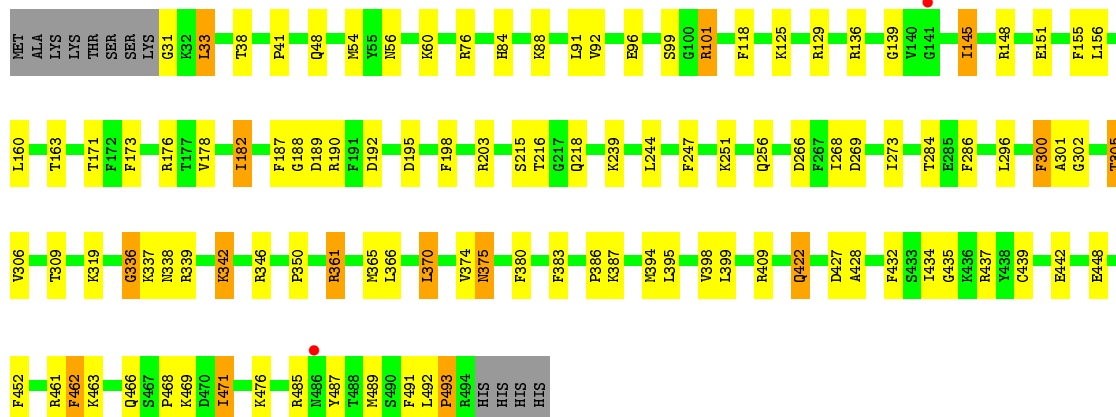 MET ALA LYS LYS THR SER SER LYS G31 K32 L33 T38 P41 Q48 M54 Y55 N56 K60 R76 H84 K88 L91 V92 E96 S99 G100 R101 F118 K125 R129 R136 G139 V140 G141 I145 R148 E151 F155 L156
L160 T163 T171 F172 F173 R176 T177 V178 I182 F187 G188 D189 R190 F191 D192 D195 F198 R203 S215 T216 G217 Q218 K239 L244 F247 K251 Q256 D266 F267 I268 D269 I273 T284 E285 F286 L296 F300 A301 G302 T305
V306 T309 K319 G336 K337 N338 R339 K342 R346 P350 R361 M365 L366 L370 V374 N375 F380 F383 P386 K387 M394 L395 V398 L399 R409 Q422 D427 A428 F432 S433 I434 G435 K436 R437 Y438 C439 E442 E448
F452 R461 F462 K463 Q466 S467 P468 K469 D470 I471 K476 R485 N486 Y487 T488 M489 S490 F491 L492 P493 R494 HIS HIS HIS HIS